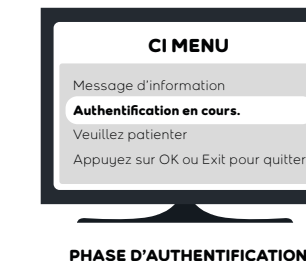 CI MENU
Message d'information
Authentification en cours.
Veuillez patienter
Appuyez sur OK ou Exit pour quitter
PHASE D'AUTHENTIFICATION